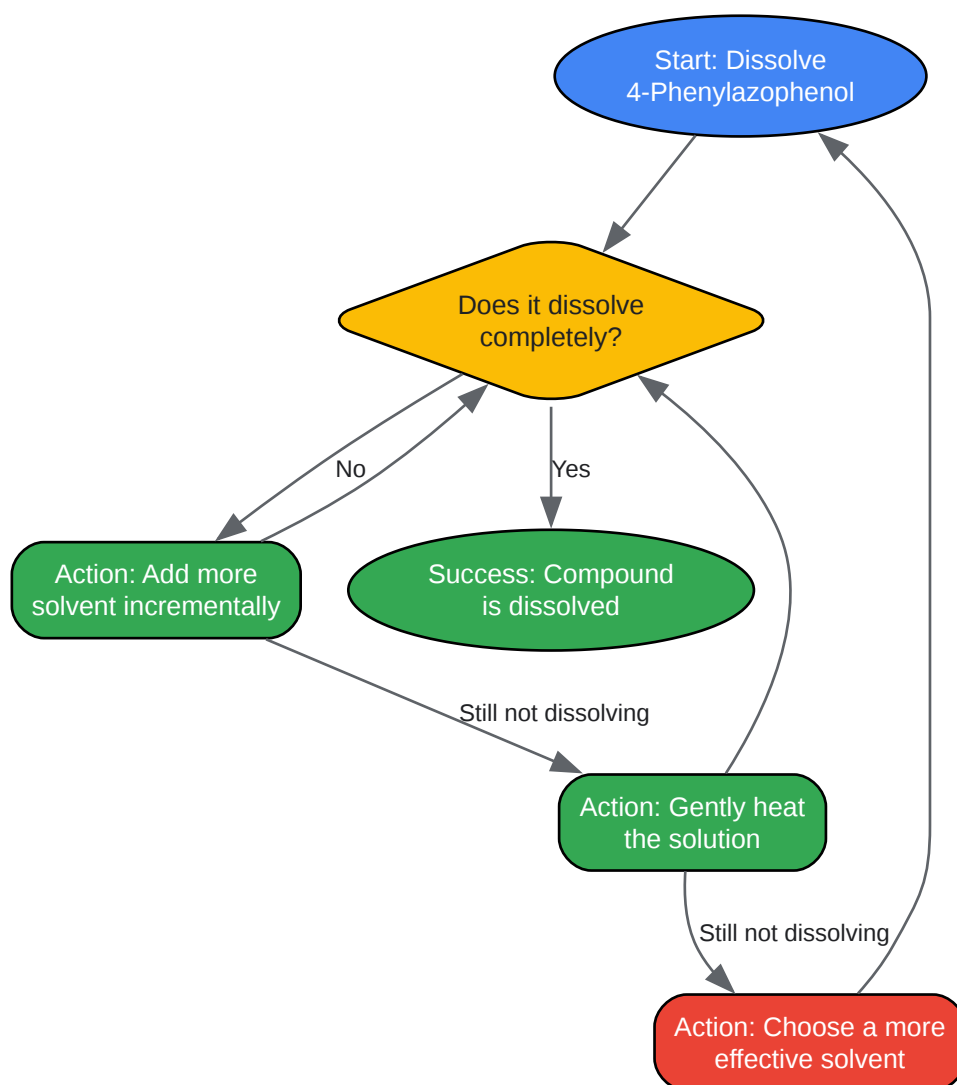 Start: Dissolve
4-Phenylazophenol
Does it dissolve
completely?
No
Yes
Action: Add more
solvent incrementally
Success: Compound
is dissolved
Still not dissolving
Action: Gently heat
the solution
Still not dissolving
Action: Choose a more
effective solvent